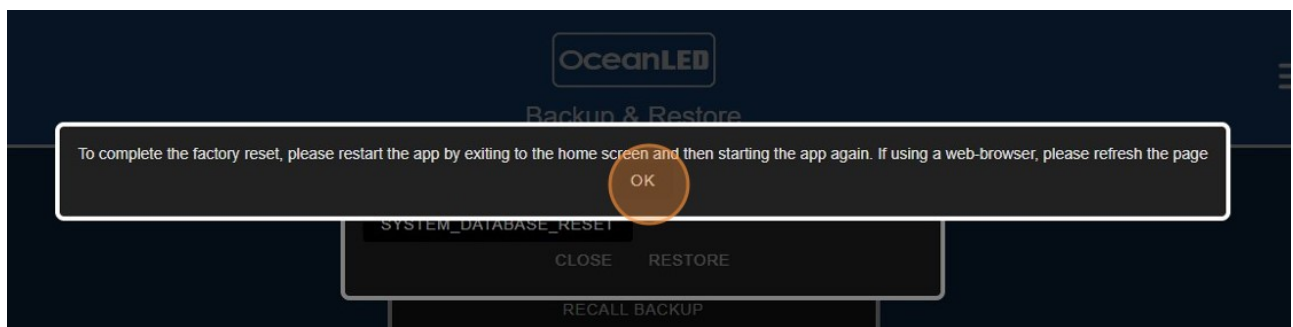 OceanLED
Backup & Restore
To complete the factory reset, please restart the app by exiting to the home screen and then starting the app again. If using a web-browser, please refresh the page
OK
SYSTEM_DATABASE_RESET
CLOSE RESTORE
RECALL BACKUP